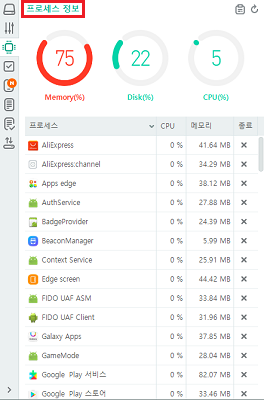 프로세스 정보
75
Memory(%)
22
Disk(%)
5
CPU(%)
프로세스 CPU 메모리 종료
AliExpress 0 % 41.64 MB
AliExpress:channel 0 % 34.29 MB
Apps edge 0 % 38.12 MB
AuthService 0 % 27.88 MB
BadgeProvider 0 % 24.39 MB
BeaconManager 0 % 5.99 MB
Context Service 0 % 25.91 MB
Edge screen 0 % 44.42 MB
FIDO UAF ASM 0 % 33.84 MB
FIDO UAF Client 0 % 31.96 MB
Galaxy Apps 0 % 37.85 MB
GameMode 0 % 28.04 MB
Google Play 서비스 0 % 82.07 MB
Google Play 스토어 0 % 33.46 MB